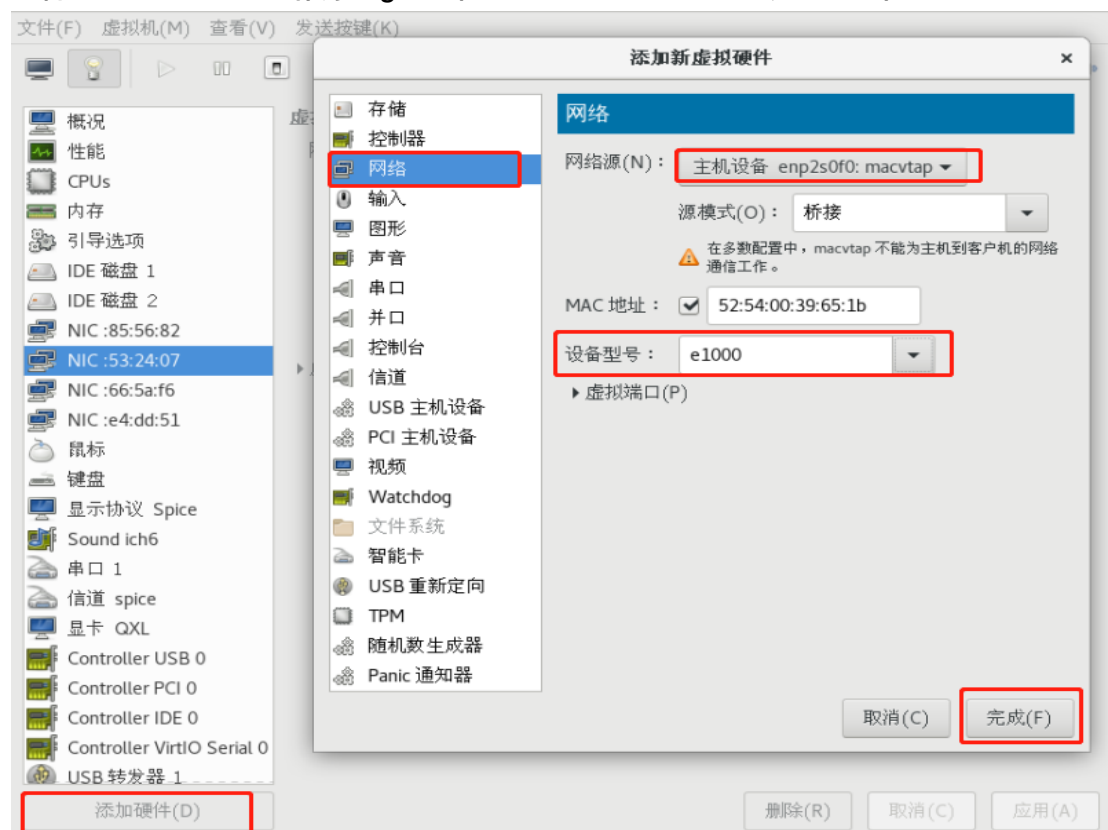 文件(F) 虚拟机(M) 查看(V) 发送按键(K)
添加新虚拟硬件
概况
性能
CPUs
内存
引导选项
IDE 磁盘 1
IDE 磁盘 2
NIC :85:56:82
NIC :53:24:07
NIC :66:5a:f6
NIC :e4:dd:51
鼠标
键盘
显示协议 Spice
Sound ich6
串口 1
信道 spice
显卡 QXL
Controller USB 0
Controller PCI 0
Controller IDE 0
Controller VirtIO Serial 0
USB 转发器 1
添加硬件(D)
存储
控制器
网络
输入
图形
声音
串口
并口
控制台
信道
USB 主机设备
PCI 主机设备
视频
Watchdog
文件系统
智能卡
USB 重新定向
TPM
随机数生成器
Panic 通知器
网络
网络源(N)： 主机设备 enp2s0f0: macvtap
源模式(O)： 桥接
在多数配置中，macvtap 不能为主机到客户机的网络
通信工作。
MAC 地址： 52:54:00:39:65:1b
设备型号： e1000
虚拟端口(P)
取消(C) 完成(F)
删除(R) 取消(C) 应用(A)